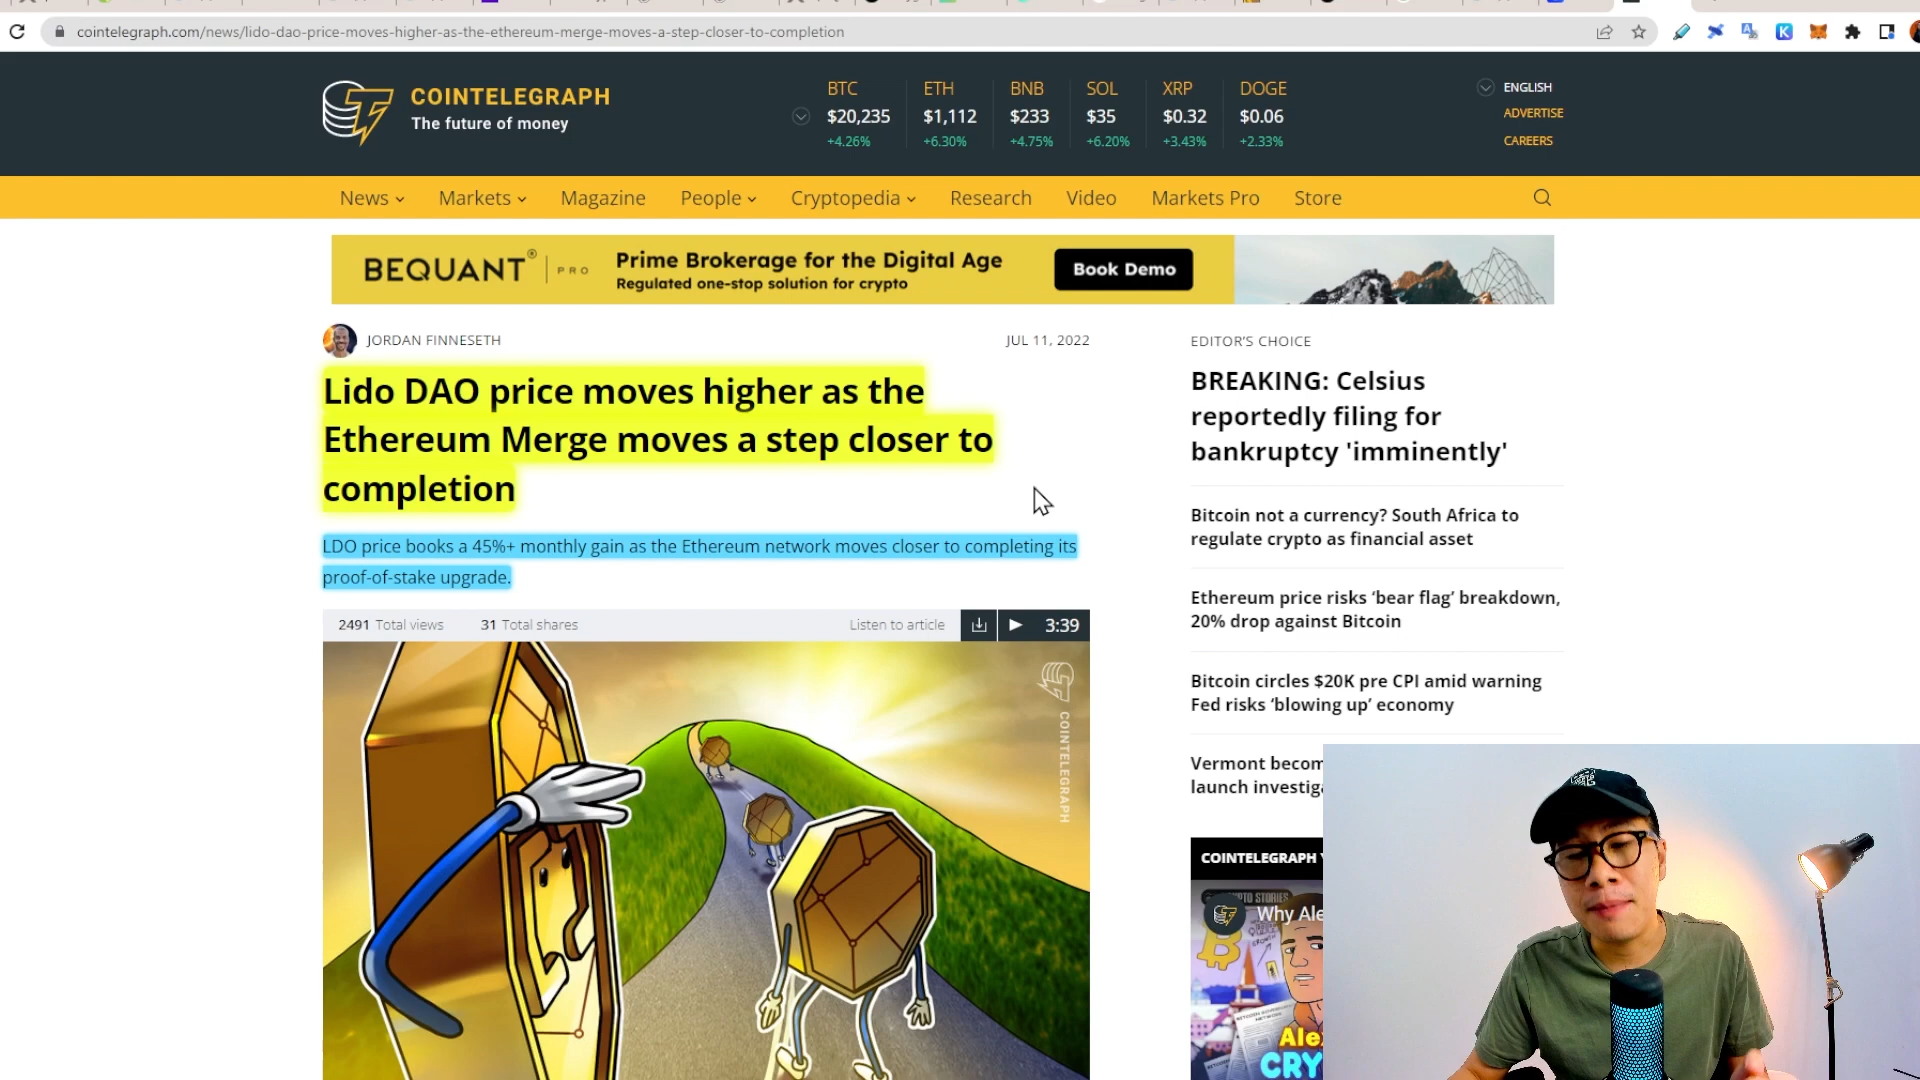 cointelegraph.com/news/lido-dao-price-moves-higher-as-the-ethereum-merge-moves-a-step-closer-to-completion
COINTELEGRAPH
The future of money
BTC ETH BNB SOL XRP DOGE
$20,235 $1,112 $233 $35 $0.32 $0.06
+4.26% +6.30% +4.75% +6.20% +3.43% +2.33%
ENGLISH
ADVERTISE
CAREERS
News Markets Magazine People Cryptopedia Research Video Markets Pro Store
BEQUANT® PRO
Prime Brokerage for the Digital Age
Regulated one-stop solution for crypto
Book Demo
JORDAN FINNESETH
JUL 11, 2022
Lido DAO price moves higher as the
Ethereum Merge moves a step closer to
completion
LDO price books a 45%+ monthly gain as the Ethereum network moves closer to completing its
proof-of-stake upgrade.
2491 Total views 31 Total shares Listen to article 3:39
COINTELEGRAPH
EDITOR'S CHOICE
BREAKING: Celsius
reportedly filing for
bankruptcy 'imminently'
Bitcoin not a currency? South Africa to
regulate crypto as financial asset
Ethereum price risks ‘bear flag’ breakdown,
20% drop against Bitcoin
Bitcoin circles $20K pre CPI amid warning
Fed risks ‘blowing up’ economy
Vermont becom
launch investiga
COINTELEGRAPH Y
Why Ale
Ale
CRY